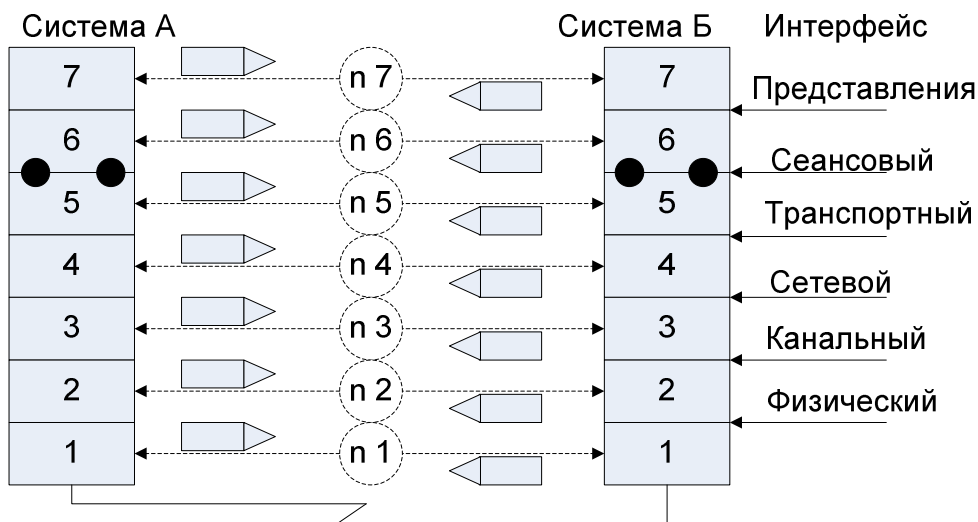 Система А Система Б Интерфейс
7 n 7 7
Представления
6 n 6 6
Сеансовый
5 n 5 5
Транспортный
4 n 4 4
Сетевой
3 n 3 3
Канальный
2 n 2 2
Физический
1 n 1 1